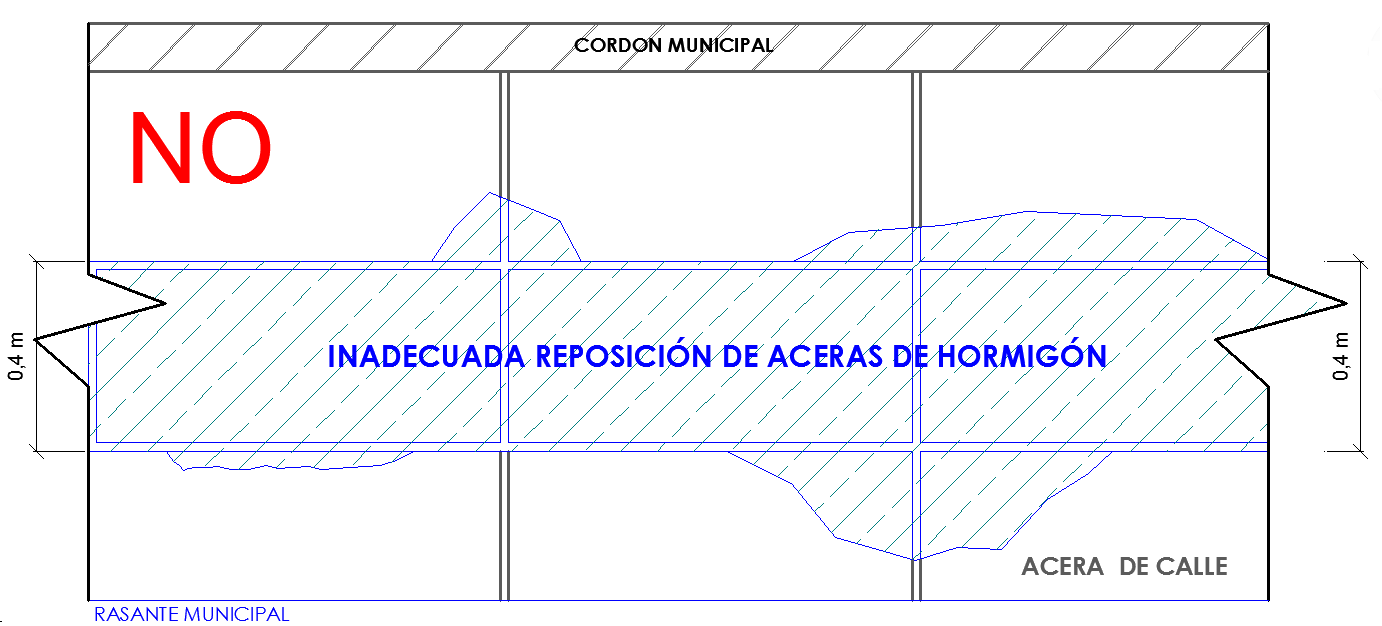 CORDON MUNICIPAL
NO
0,4 m
INADECUADA REPOSICIÓN DE ACERAS DE HORMIGÓN
0,4 m
ACERA DE CALLE
RASANTE MUNICIPAL